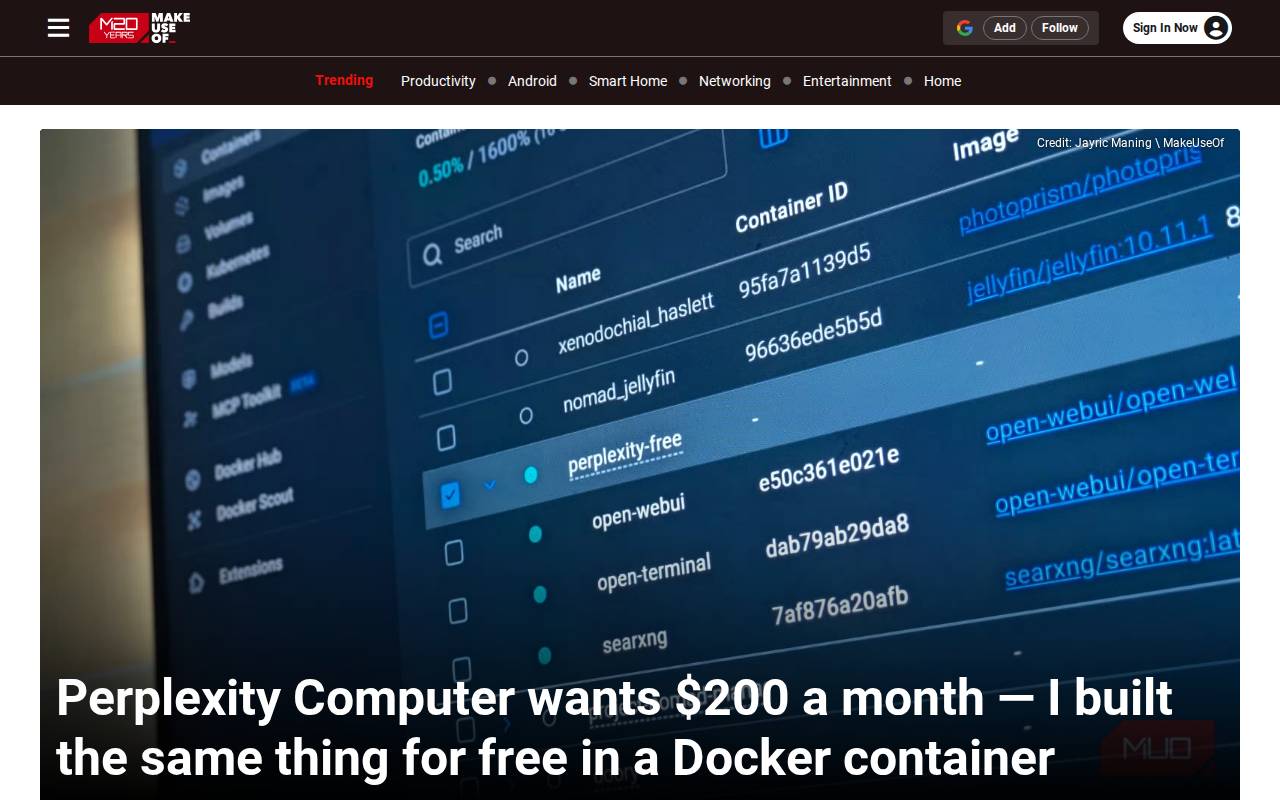 M20
YEARS
MAKE
USE
OF_
Add
Follow
Sign In Now
Trending
Productivity
Android
Smart Home
Networking
Entertainment
Home
Credit: Jayric Maning \ MakeUseOf
Containers
Images
Volumes
Kubernetes
Builds
Models
MCP Toolkit BETA
Docker Hub
Docker Scout
Extensions
0.50% / 1600%
Search
Name
Container ID
Image
xenodochial_haslett
95fa7a1139d5
photoprism/photopris
nomad_jellyfin
96636ede5b5d
jellyfin/jellyfin:10.11.1
8
perplexity-free
-
-
open-webui
e50c361e021e
open-webui/open-wel
open-terminal
dab79ab29da8
open-webui/open-ter
searxng
7af876a20afb
searxng/searxng:lat
Perplexity Computer wants $200 a month — I built
the same thing for free in a Docker container
MUO